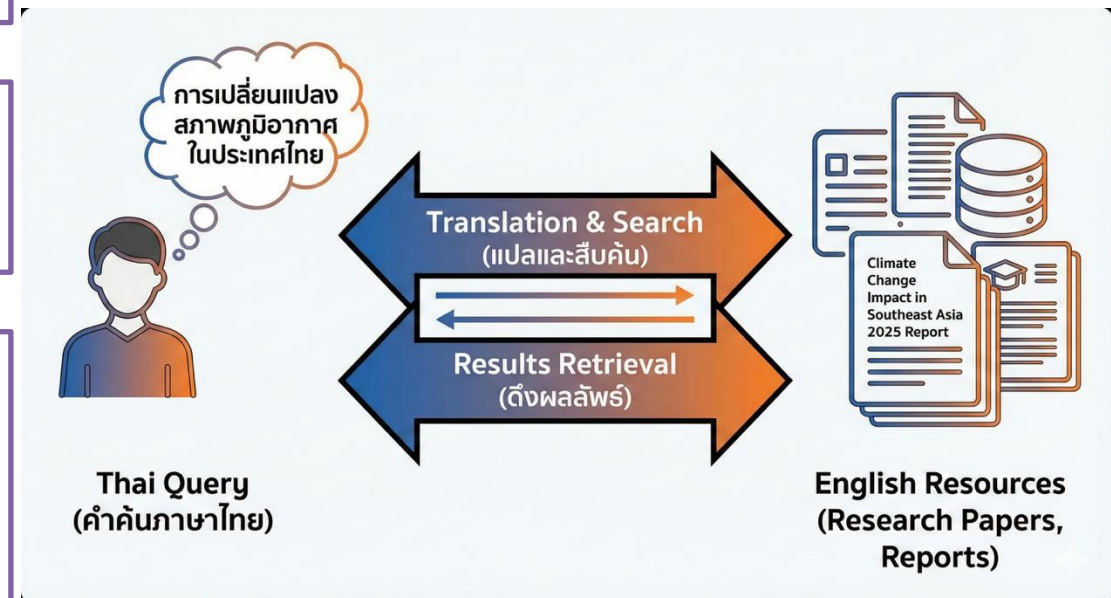 การเปลี่ยนแปลง
สภาพภูมิอากาศ
ในประเทศไทย
Translation & Search
(แปลและสืบค้น)
Results Retrieval
(ดึงผลลัพธ์)
Climate
Change
Impact in
Southeast Asia
2025 Report
Thai Query
(คำค้นภาษาไทย)
English Resources
(Research Papers,
Reports)